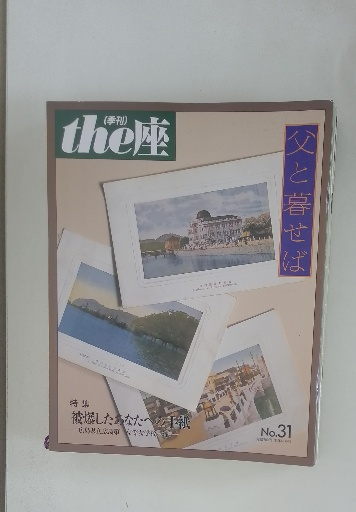 (季刊)
the座
父と暮せば
特集
被爆したあなたへの手紙
No.31